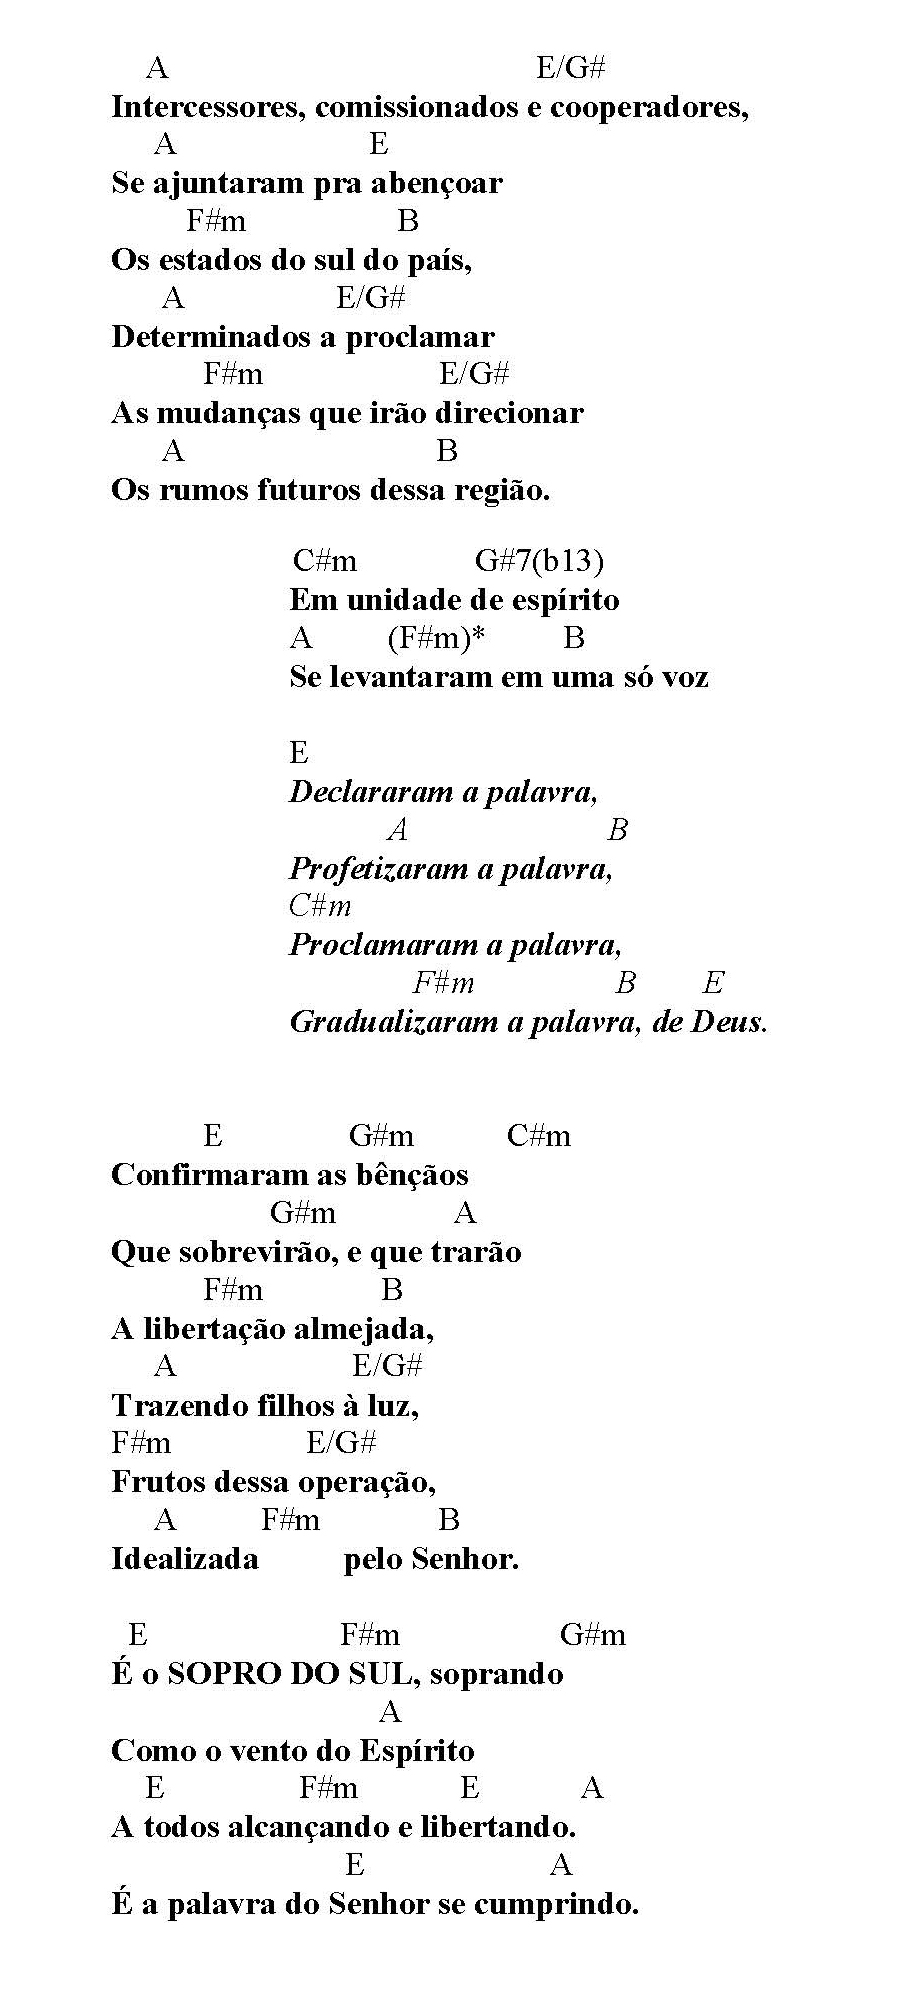 A E/G#
Intercessores, comissionados e cooperadores,
A E
Se ajuntaram pra abençoar
F#m B
Os estados do sul do país,
A E/G#
Determinados a proclamar
F#m E/G#
As mudanças que irão direcionar
A B
Os rumos futuros dessa região.
C#m G#7(b13)
Em unidade de espírito
A (F#m)* B
Se levantaram em uma só voz
E
Declararam a palavra,
A B
Profetizaram a palavra,
C#m
Proclamaram a palavra,
F#m B E
Gradualizaram a palavra, de Deus.
E G#m C#m
Confirmaram as bênçãos
G#m A
Que sobrevirão, e que trarão
F#m B
A libertação almejada,
A E/G#
Trazendo filhos à luz,
F#m E/G#
Frutos dessa operação,
A F#m B
Idealizada pelo Senhor.
E F#m G#m
É o SOPRO DO SUL, soprando
A
Como o vento do Espírito
E F#m E A
A todos alcançando e libertando.
E A
É a palavra do Senhor se cumprindo.